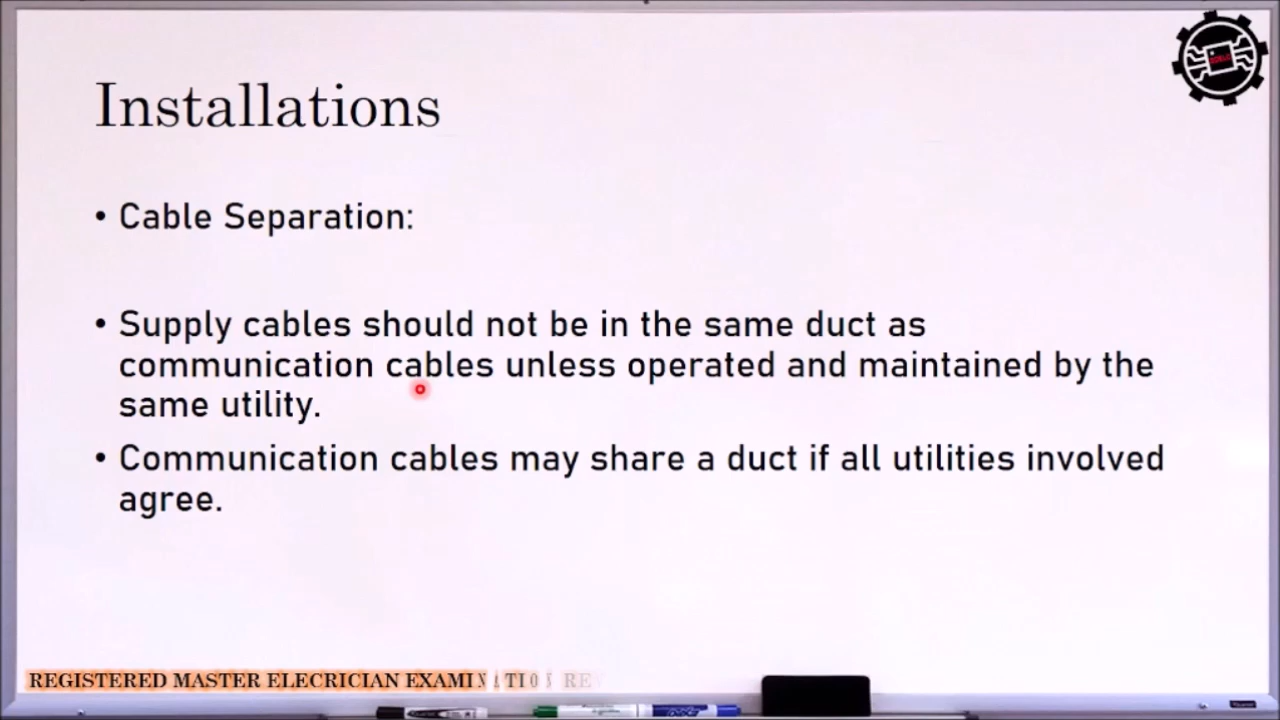 Installations
• Cable Separation:
• Supply cables should not be in the same duct as
communication cables unless operated and maintained by the
same utility.
• Communication cables may share a duct if all utilities involved
agree.
REGISTERED MASTER ELECRICIAN EXAMINATION RE